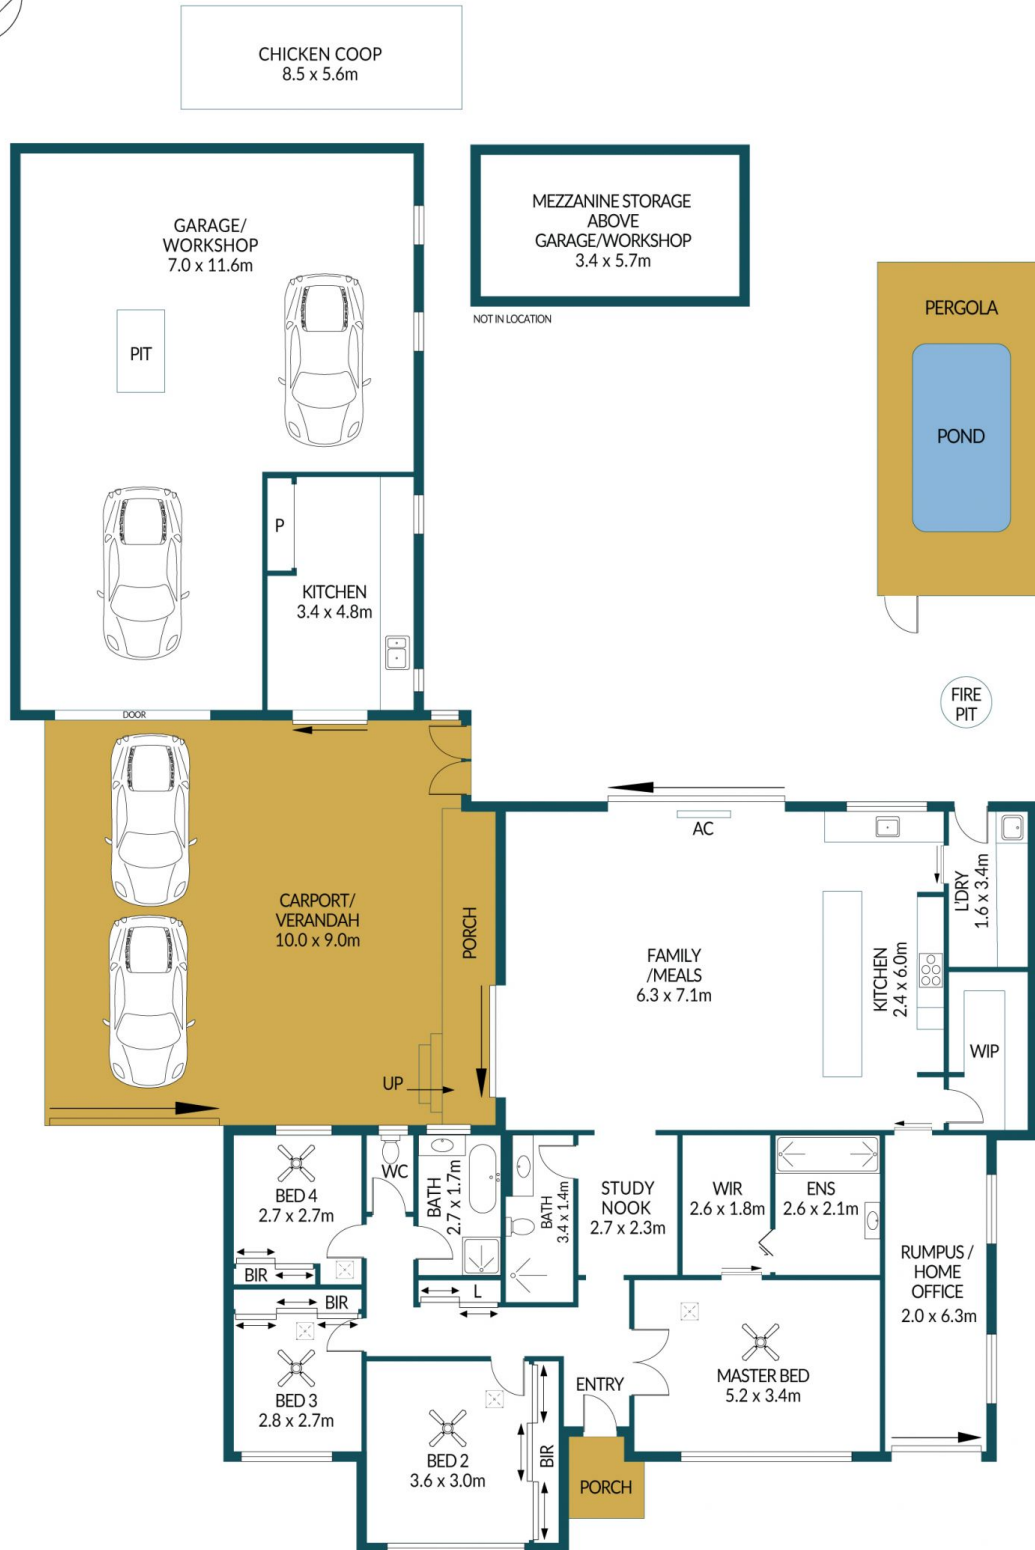 CHICKEN COOP
8.5 x 5.6m
GARAGE/
WORKSHOP
7.0 x 11.6m
MEZZANINE STORAGE
ABOVE
GARAGE/WORKSHOP
3.4 x 5.7m
NOT IN LOCATION
PERGOLA
POND
PIT
P
KITCHEN
3.4 x 4.8m
FIRE
PIT
DOOR
AC
CARPORT/
VERANDAH
10.0 x 9.0m
PORCH
UP
FAMILY
/MEALS
6.3 x 7.1m
KITCHEN
2.4 x 6.0m
L'DRY
1.6 x 3.4m
WIP
BED 4
2.7 x 2.7m
BIR
WC
BATH
2.7 x 1.7m
BATH
3.4 x 1.4m
STUDY
NOOK
2.7 x 2.3m
WIR
2.6 x 1.8m
ENS
2.6 x 2.1m
RUMPUS /
HOME
OFFICE
2.0 x 6.3m
L
BIR
BED 3
2.8 x 2.7m
BED 2
3.6 x 3.0m
BIR
ENTRY
MASTER BED
5.2 x 3.4m
PORCH